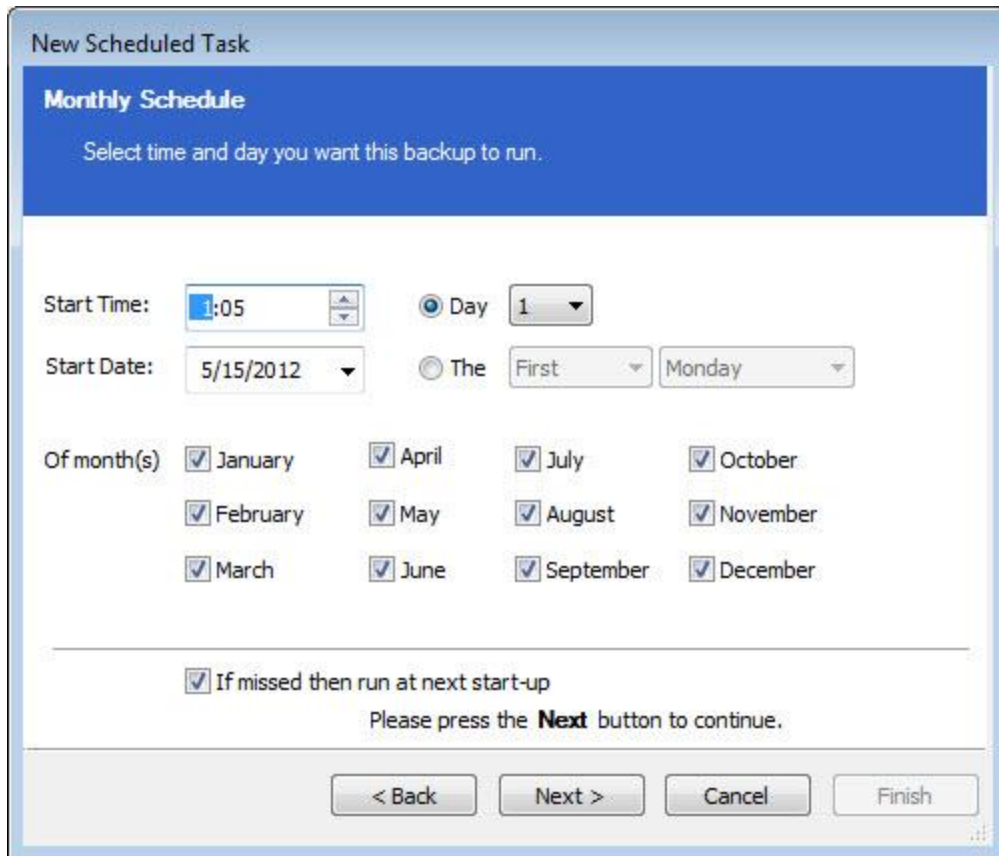 New Scheduled Task
Monthly Schedule
Select time and day you want this backup to run.
Start Time: 1:05 Day 1
Start Date: 5/15/2012 The First Monday
Of month(s) January April July October
February May August November
March June September December
If missed then run at next start-up
Please press the Next button to continue.
< Back Next > Cancel Finish